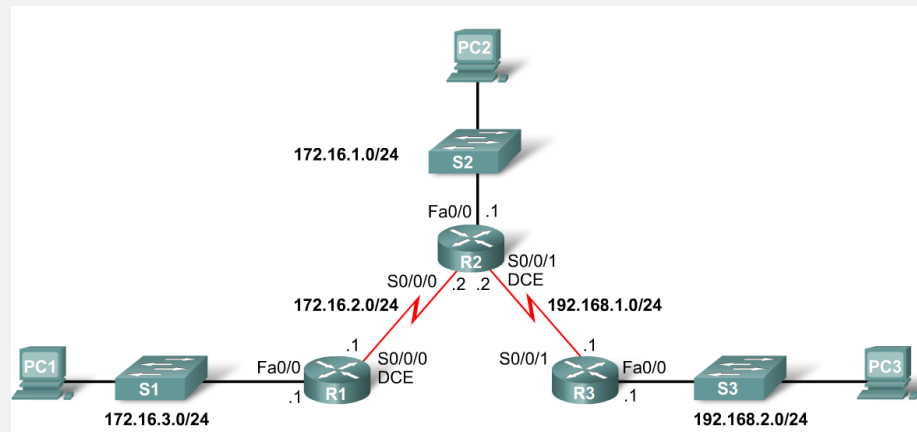 PC2
172.16.1.0/24
S2
Fa0/0 .1
R2
S0/0/0 .2 .2 S0/0/1
DCE
172.16.2.0/24
192.168.1.0/24
PC1
S1
Fa0/0
.1
.1
S0/0/0
DCE
R1
172.16.3.0/24
S0/0/1
.1
R3
Fa0/0
.1
S3
PC3
192.168.2.0/24